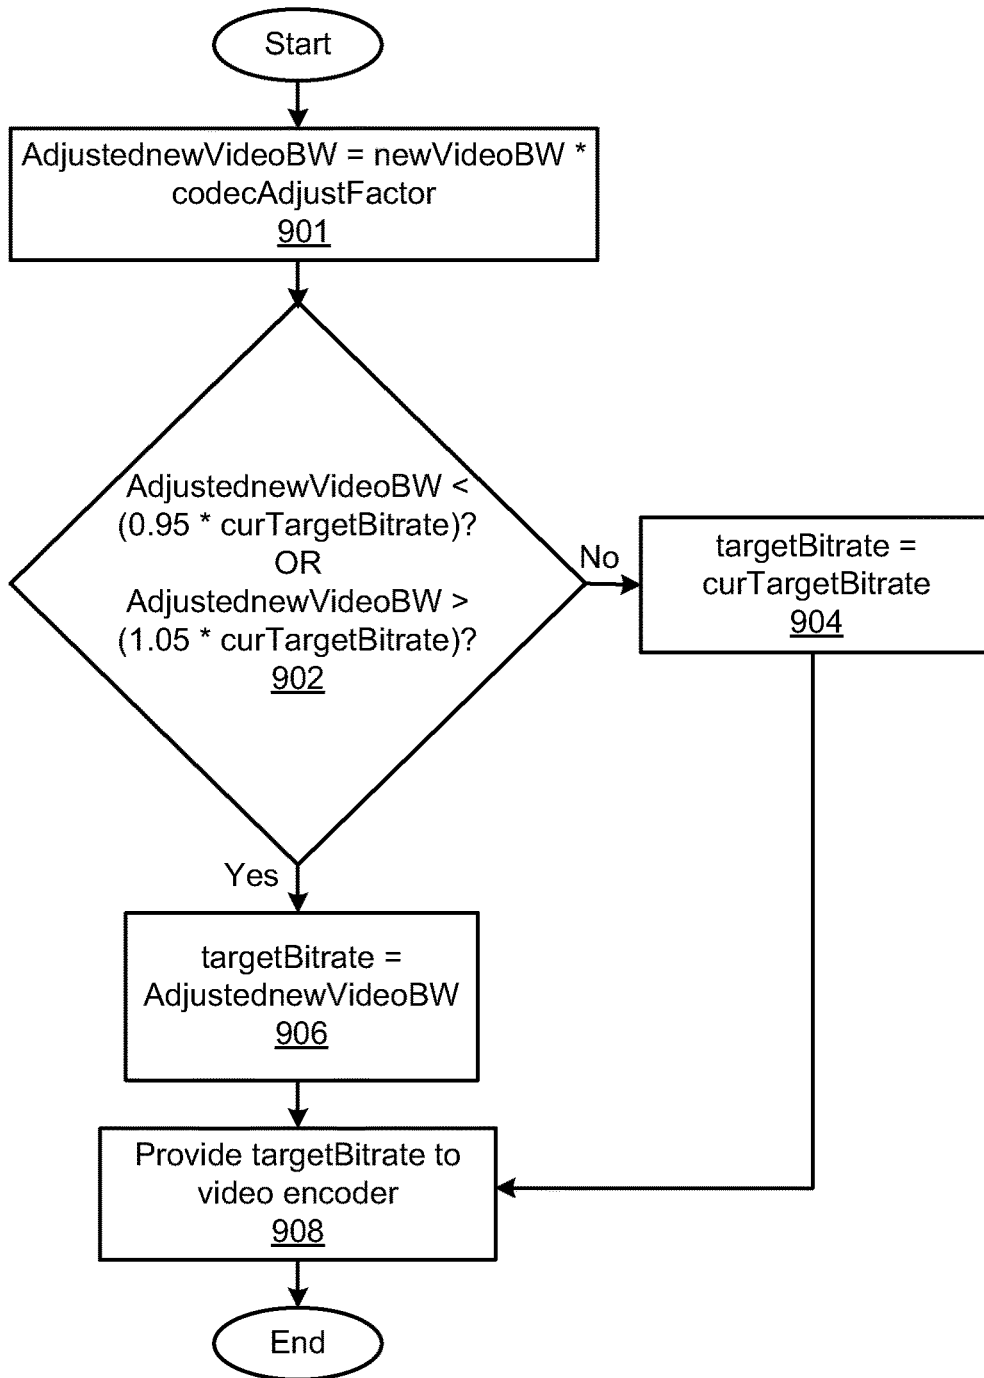 Start
AdjustednewVideoBW = newVideoBW *
codecAdjustFactor
901
AdjustednewVideoBW <
(0.95 * curTargetBitrate)?
OR
AdjustednewVideoBW >
(1.05 * curTargetBitrate)?
902
No
targetBitrate =
curTargetBitrate
904
Yes
targetBitrate =
AdjustednewVideoBW
906
Provide targetBitrate to
video encoder
908
End